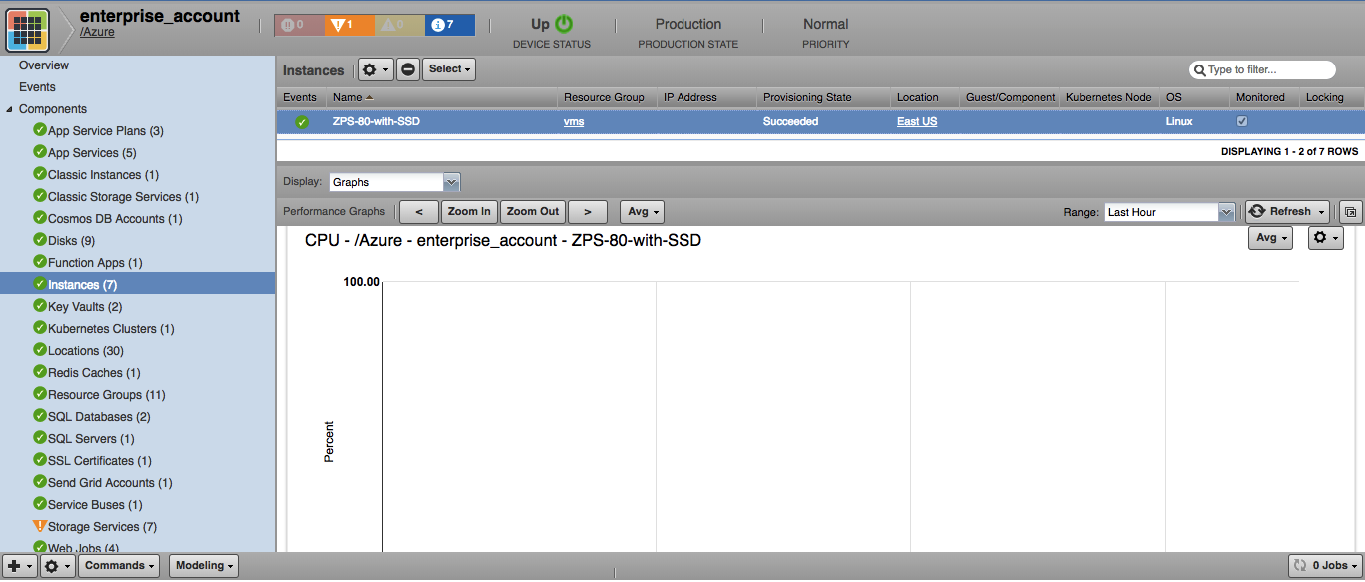 enterprise_account
/Azure
0 1 0 7
Up
DEVICE STATUS
Production
PRODUCTION STATE
Normal
PRIORITY
Overview
Events
Components
App Service Plans (3)
App Services (5)
Classic Instances (1)
Classic Storage Services (1)
Cosmos DB Accounts (1)
Disks (9)
Function Apps (1)
Instances (7)
Key Vaults (2)
Kubernetes Clusters (1)
Locations (30)
Redis Caches (1)
Resource Groups (11)
SQL Databases (2)
SQL Servers (1)
SSL Certificates (1)
Send Grid Accounts (1)
Service Buses (1)
Storage Services (7)
Web Jobs (4)
Instances Select Type to filter...
Events Name Resource Group IP Address Provisioning State Location Guest/Component Kubernetes Node OS Monitored Locking
ZPS-80-with-SSD vms Succeeded East US Linux
DISPLAYING 1 - 2 of 7 ROWS
Display: Graphs
Performance Graphs < Zoom In Zoom Out > Avg Range: Last Hour Refresh
CPU - /Azure - enterprise_account - ZPS-80-with-SSD Avg
100.00
Percent
Commands Modeling 0 Jobs